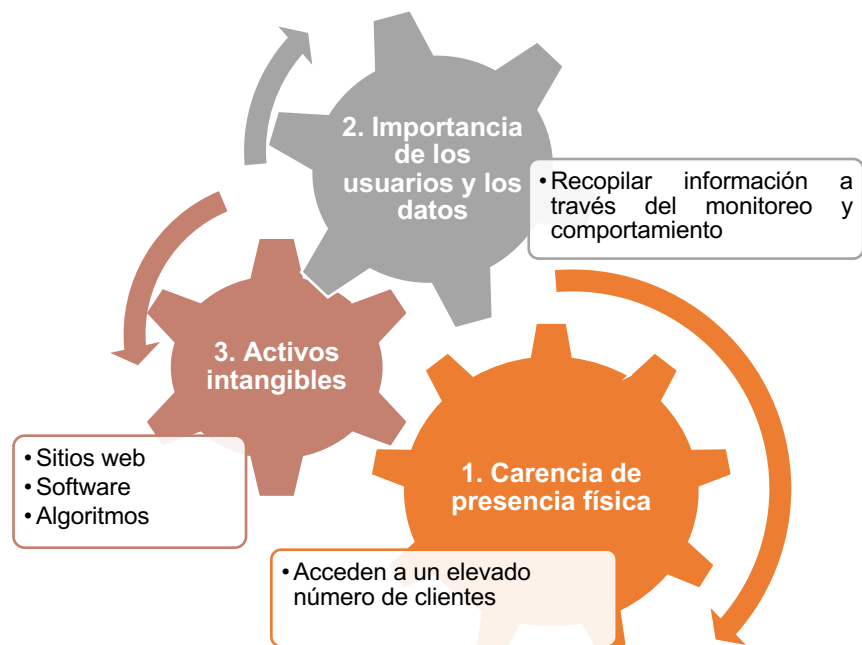 2. Importancia
de los
usuarios y los
datos
• Recopilar información a
través del monitoreo y
comportamiento
3. Activos
intangibles
• Sitios web
• Software
• Algoritmos
1. Carencia de
presencia física
• Acceden a un elevado
número de clientes